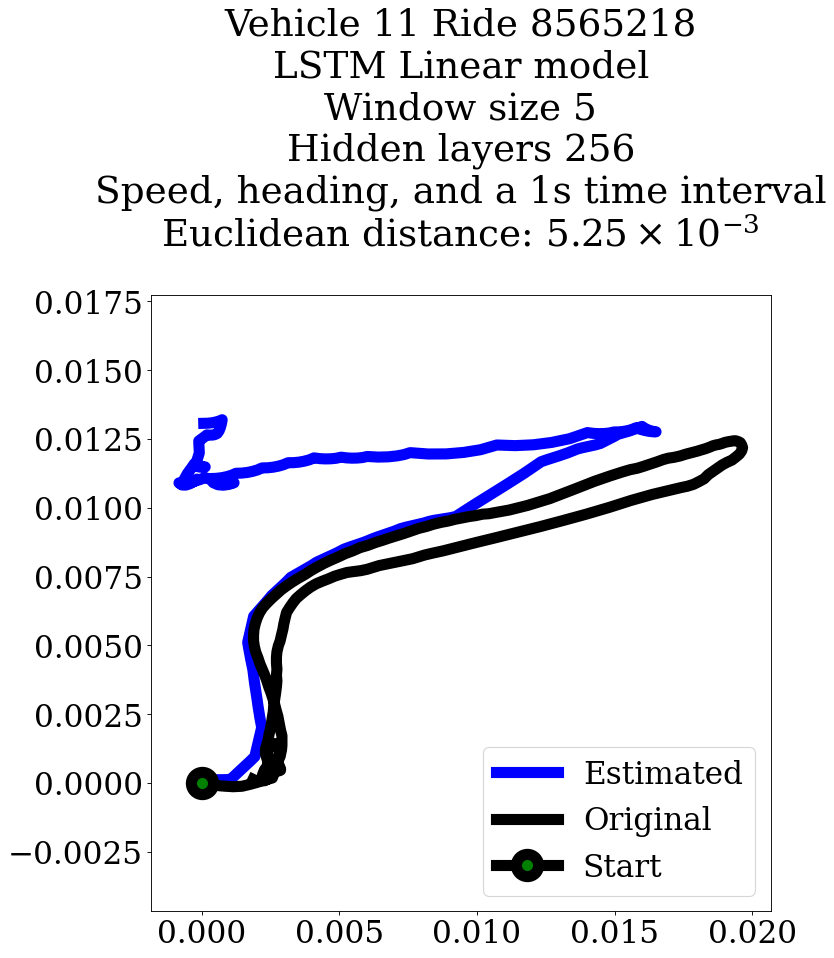 Vehicle 11 Ride 8565218
LSTM Linear model
Window size 5
Hidden layers 256
Speed, heading, and a 1s time interval
Euclidean distance: 5.25 × 10⁻³
0.0175
0.0150
0.0125
0.0100
0.0075
0.0050
0.0025
0.0000
−0.0025
Estimated
Original
Start
0.000 0.005 0.010 0.015 0.020